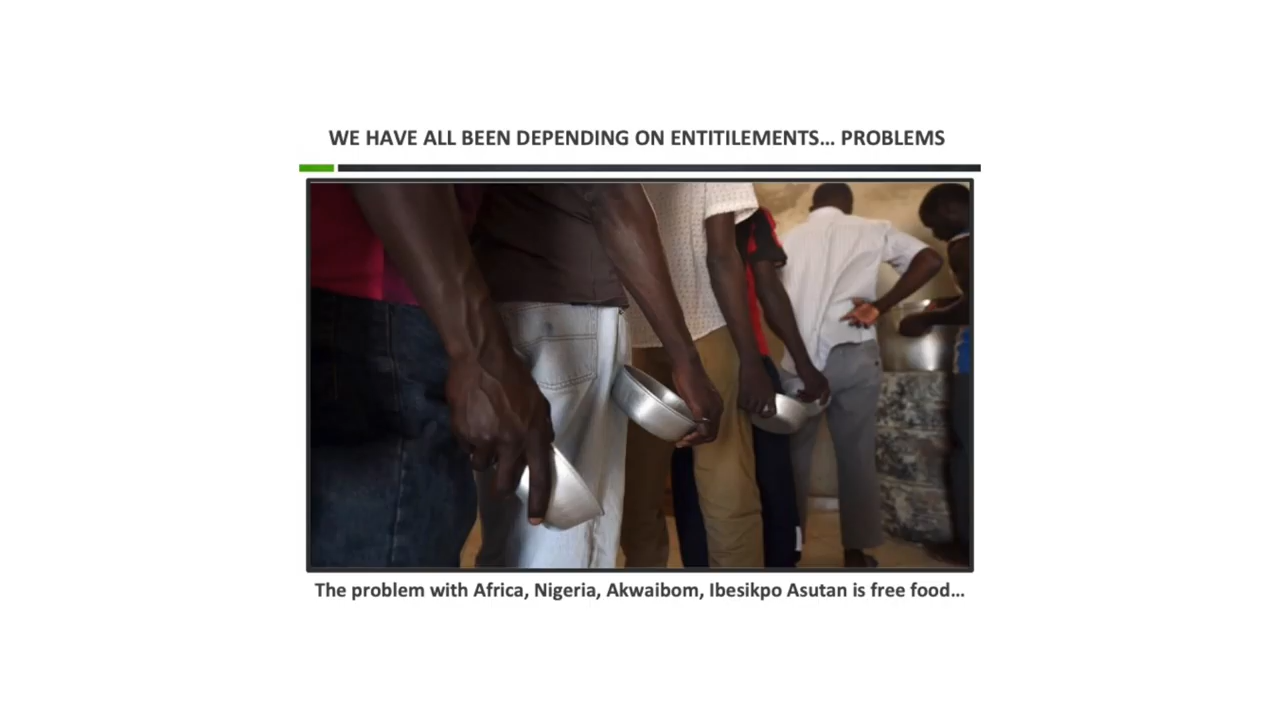 WE HAVE ALL BEEN DEPENDING ON ENTITILEMENTS... PROBLEMS
The problem with Africa, Nigeria, Akwaibom, Ibesikpo Asutan is free food...